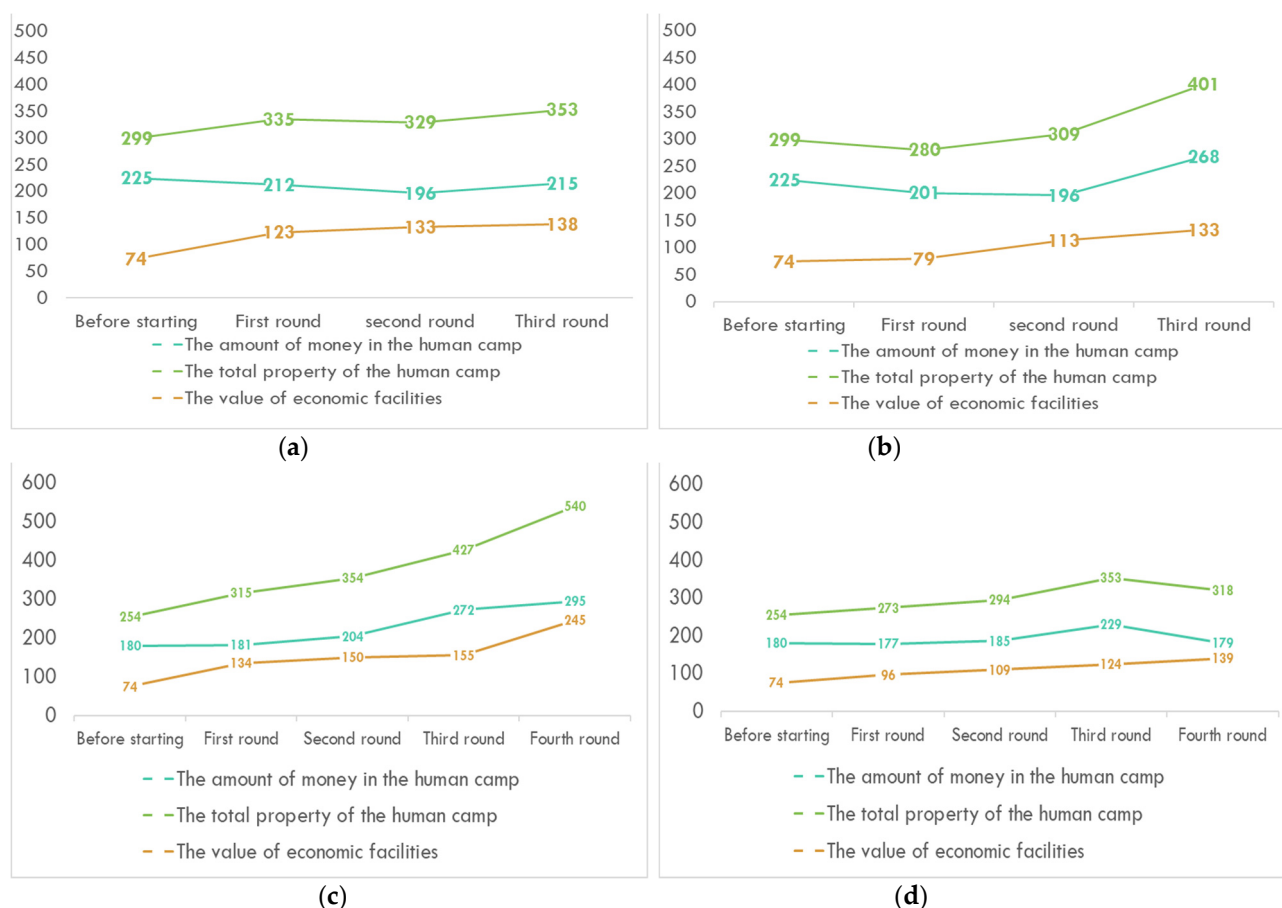 500
450
400
350
300
250
200
150
100
50
0
299 335 329 353
225 212 196 215
74 123 133 138
Before starting First round second round Third round
The amount of money in the human camp
The total property of the human camp
The value of economic facilities
(a)
500
450
400
350
300
250
200
150
100
50
0
299 280 309 401
225 201 196 268
74 79 113 133
Before starting First round second round Third round
The amount of money in the human camp
The total property of the human camp
The value of economic facilities
(b)
600
500
400
300
200
100
0
254 315 354 427 540
180 181 204 272 295
74 134 150 155 245
Before starting First round Second round Third round Fourth round
The amount of money in the human camp
The total property of the human camp
The value of economic facilities
(c)
600
500
400
300
200
100
0
254 273 294 353 318
180 177 185 229 179
74 96 109 124 139
Before starting First round Second round Third round Fourth round
The amount of money in the human camp
The total property of the human camp
The value of economic facilities
(d)